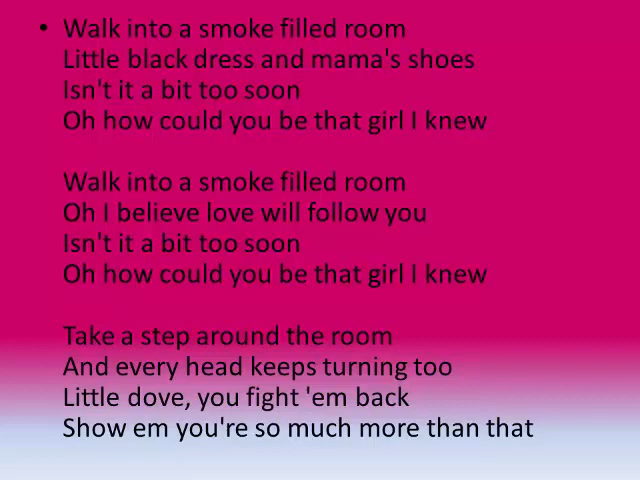 • Walk into a smoke filled room
Little black dress and mama's shoes
Isn't it a bit too soon
Oh how could you be that girl I knew

Walk into a smoke filled room
Oh I believe love will follow you
Isn't it a bit too soon
Oh how could you be that girl I knew

Take a step around the room
And every head keeps turning too
Little dove, you fight 'em back
Show em you're so much more than that